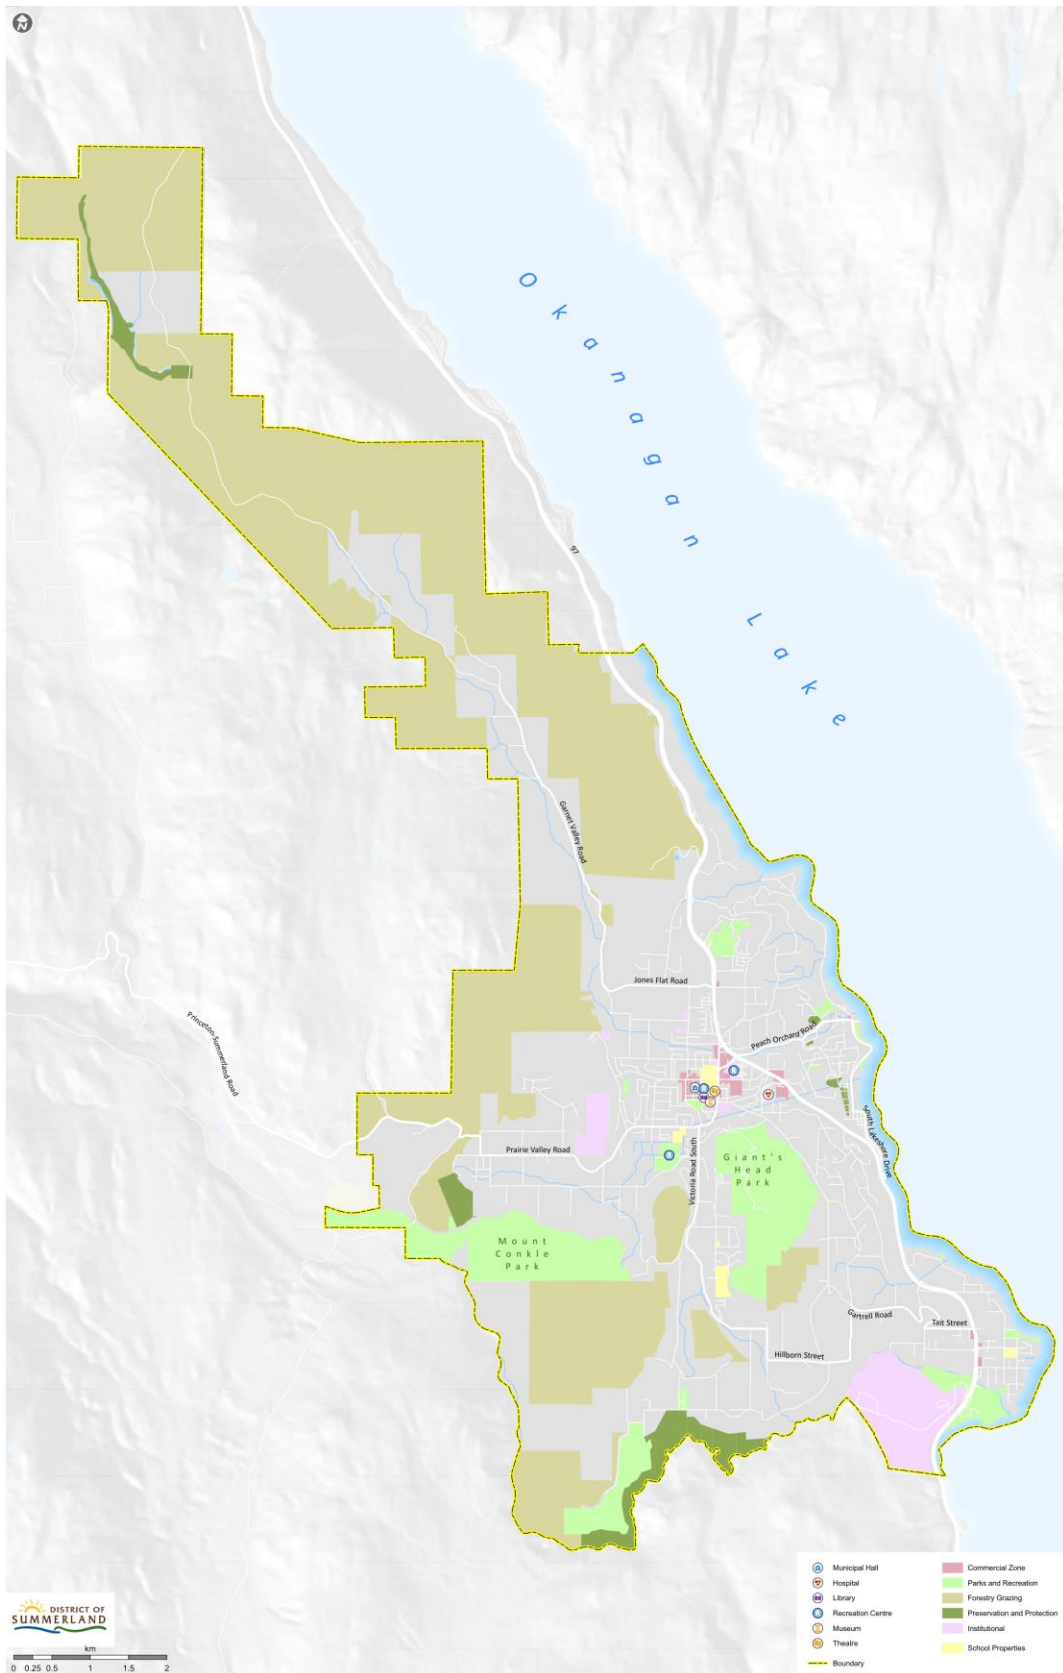 N
Okanagan Lake
97
Garnet Valley Road
Jones Flat Road
Peach Orchard Road
Princeton-Summerland Road
South Lakeshore Drive
Prairie Valley Road
Victoria Road South
Giant's
Head
Park
Mount
Conkle
Park
Gartrell Road
Tait Street
Hillborn Street
Municipal Hall
Hospital
Library
Recreation Centre
Museum
Theatre
Boundary
Commercial Zone
Parks and Recreation
Forestry Grazing
Preservation and Protection
Institutional
School Properties
DISTRICT OF
SUMMERLAND
km
0 0.25 0.5 1 1.5 2